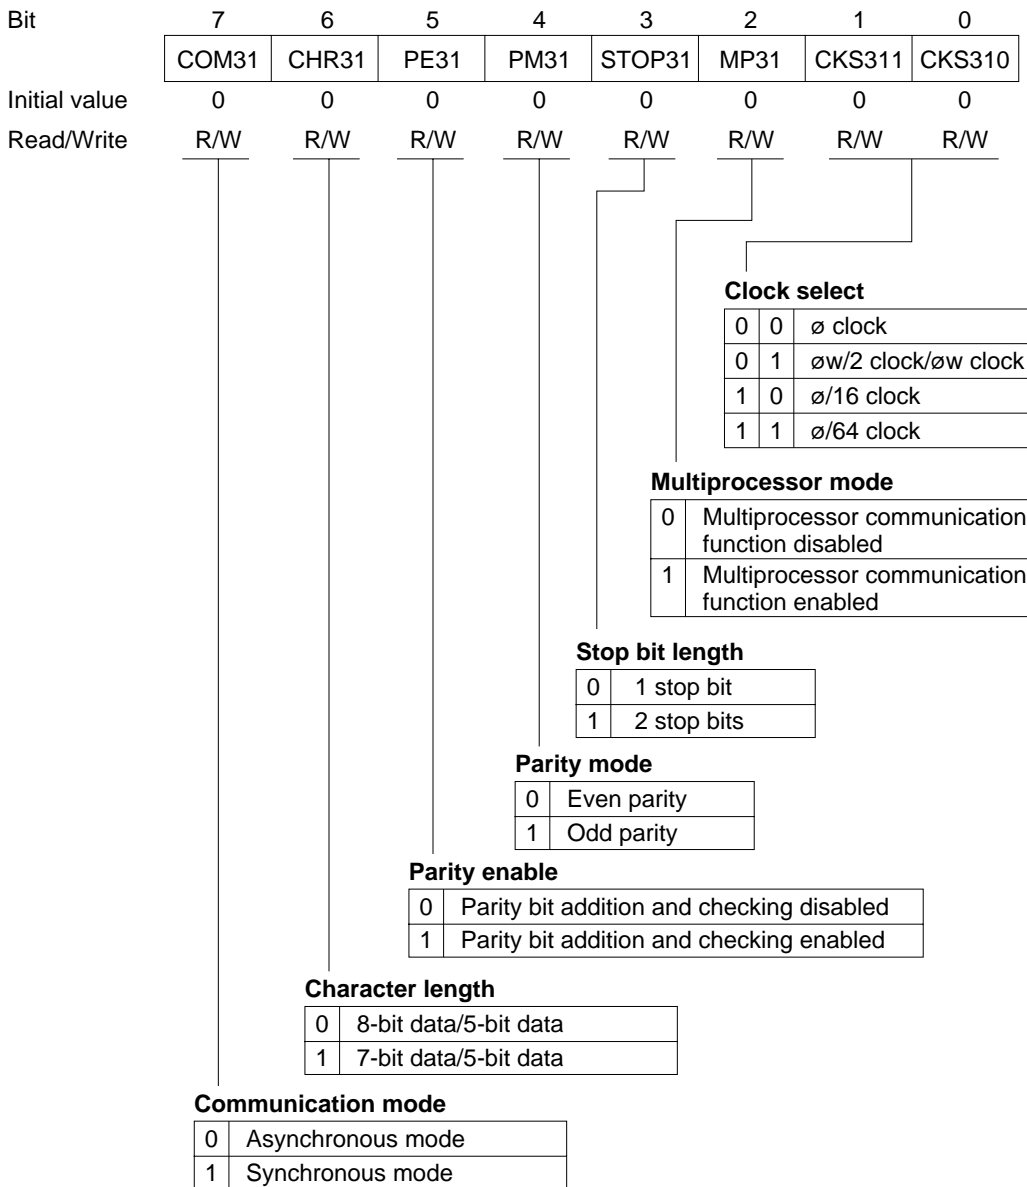 Bit 7 6 5 4 3 2 1 0
COM31 CHR31 PE31 PM31 STOP31 MP31 CKS311 CKS310
Initial value 0 0 0 0 0 0 0 0
Read/Write R/W R/W R/W R/W R/W R/W R/W R/W
Clock select
0 0 ø clock
0 1 øw/2 clock/øw clock
1 0 ø/16 clock
1 1 ø/64 clock
Multiprocessor mode
0 Multiprocessor communication
function disabled
1 Multiprocessor communication
function enabled
Stop bit length
0 1 stop bit
1 2 stop bits
Parity mode
0 Even parity
1 Odd parity
Parity enable
0 Parity bit addition and checking disabled
1 Parity bit addition and checking enabled
Character length
0 8-bit data/5-bit data
1 7-bit data/5-bit data
Communication mode
0 Asynchronous mode
1 Synchronous mode